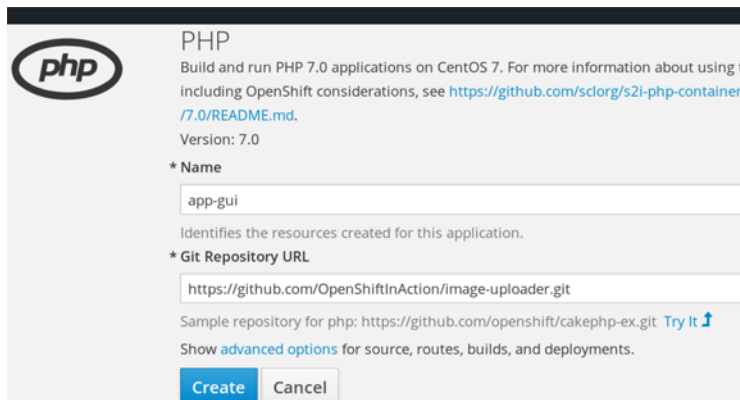 php
PHP
Build and run PHP 7.0 applications on CentOS 7. For more information about using
including OpenShift considerations, see https://github.com/sclorg/s2i-php-container
/7.0/README.md.
Version: 7.0
* Name
app-gui
Identifies the resources created for this application.
* Git Repository URL
https://github.com/OpenShiftInAction/image-uploader.git
Sample repository for php: https://github.com/openshift/cakephp-ex.git Try It
Show advanced options for source, routes, builds, and deployments.
Create Cancel